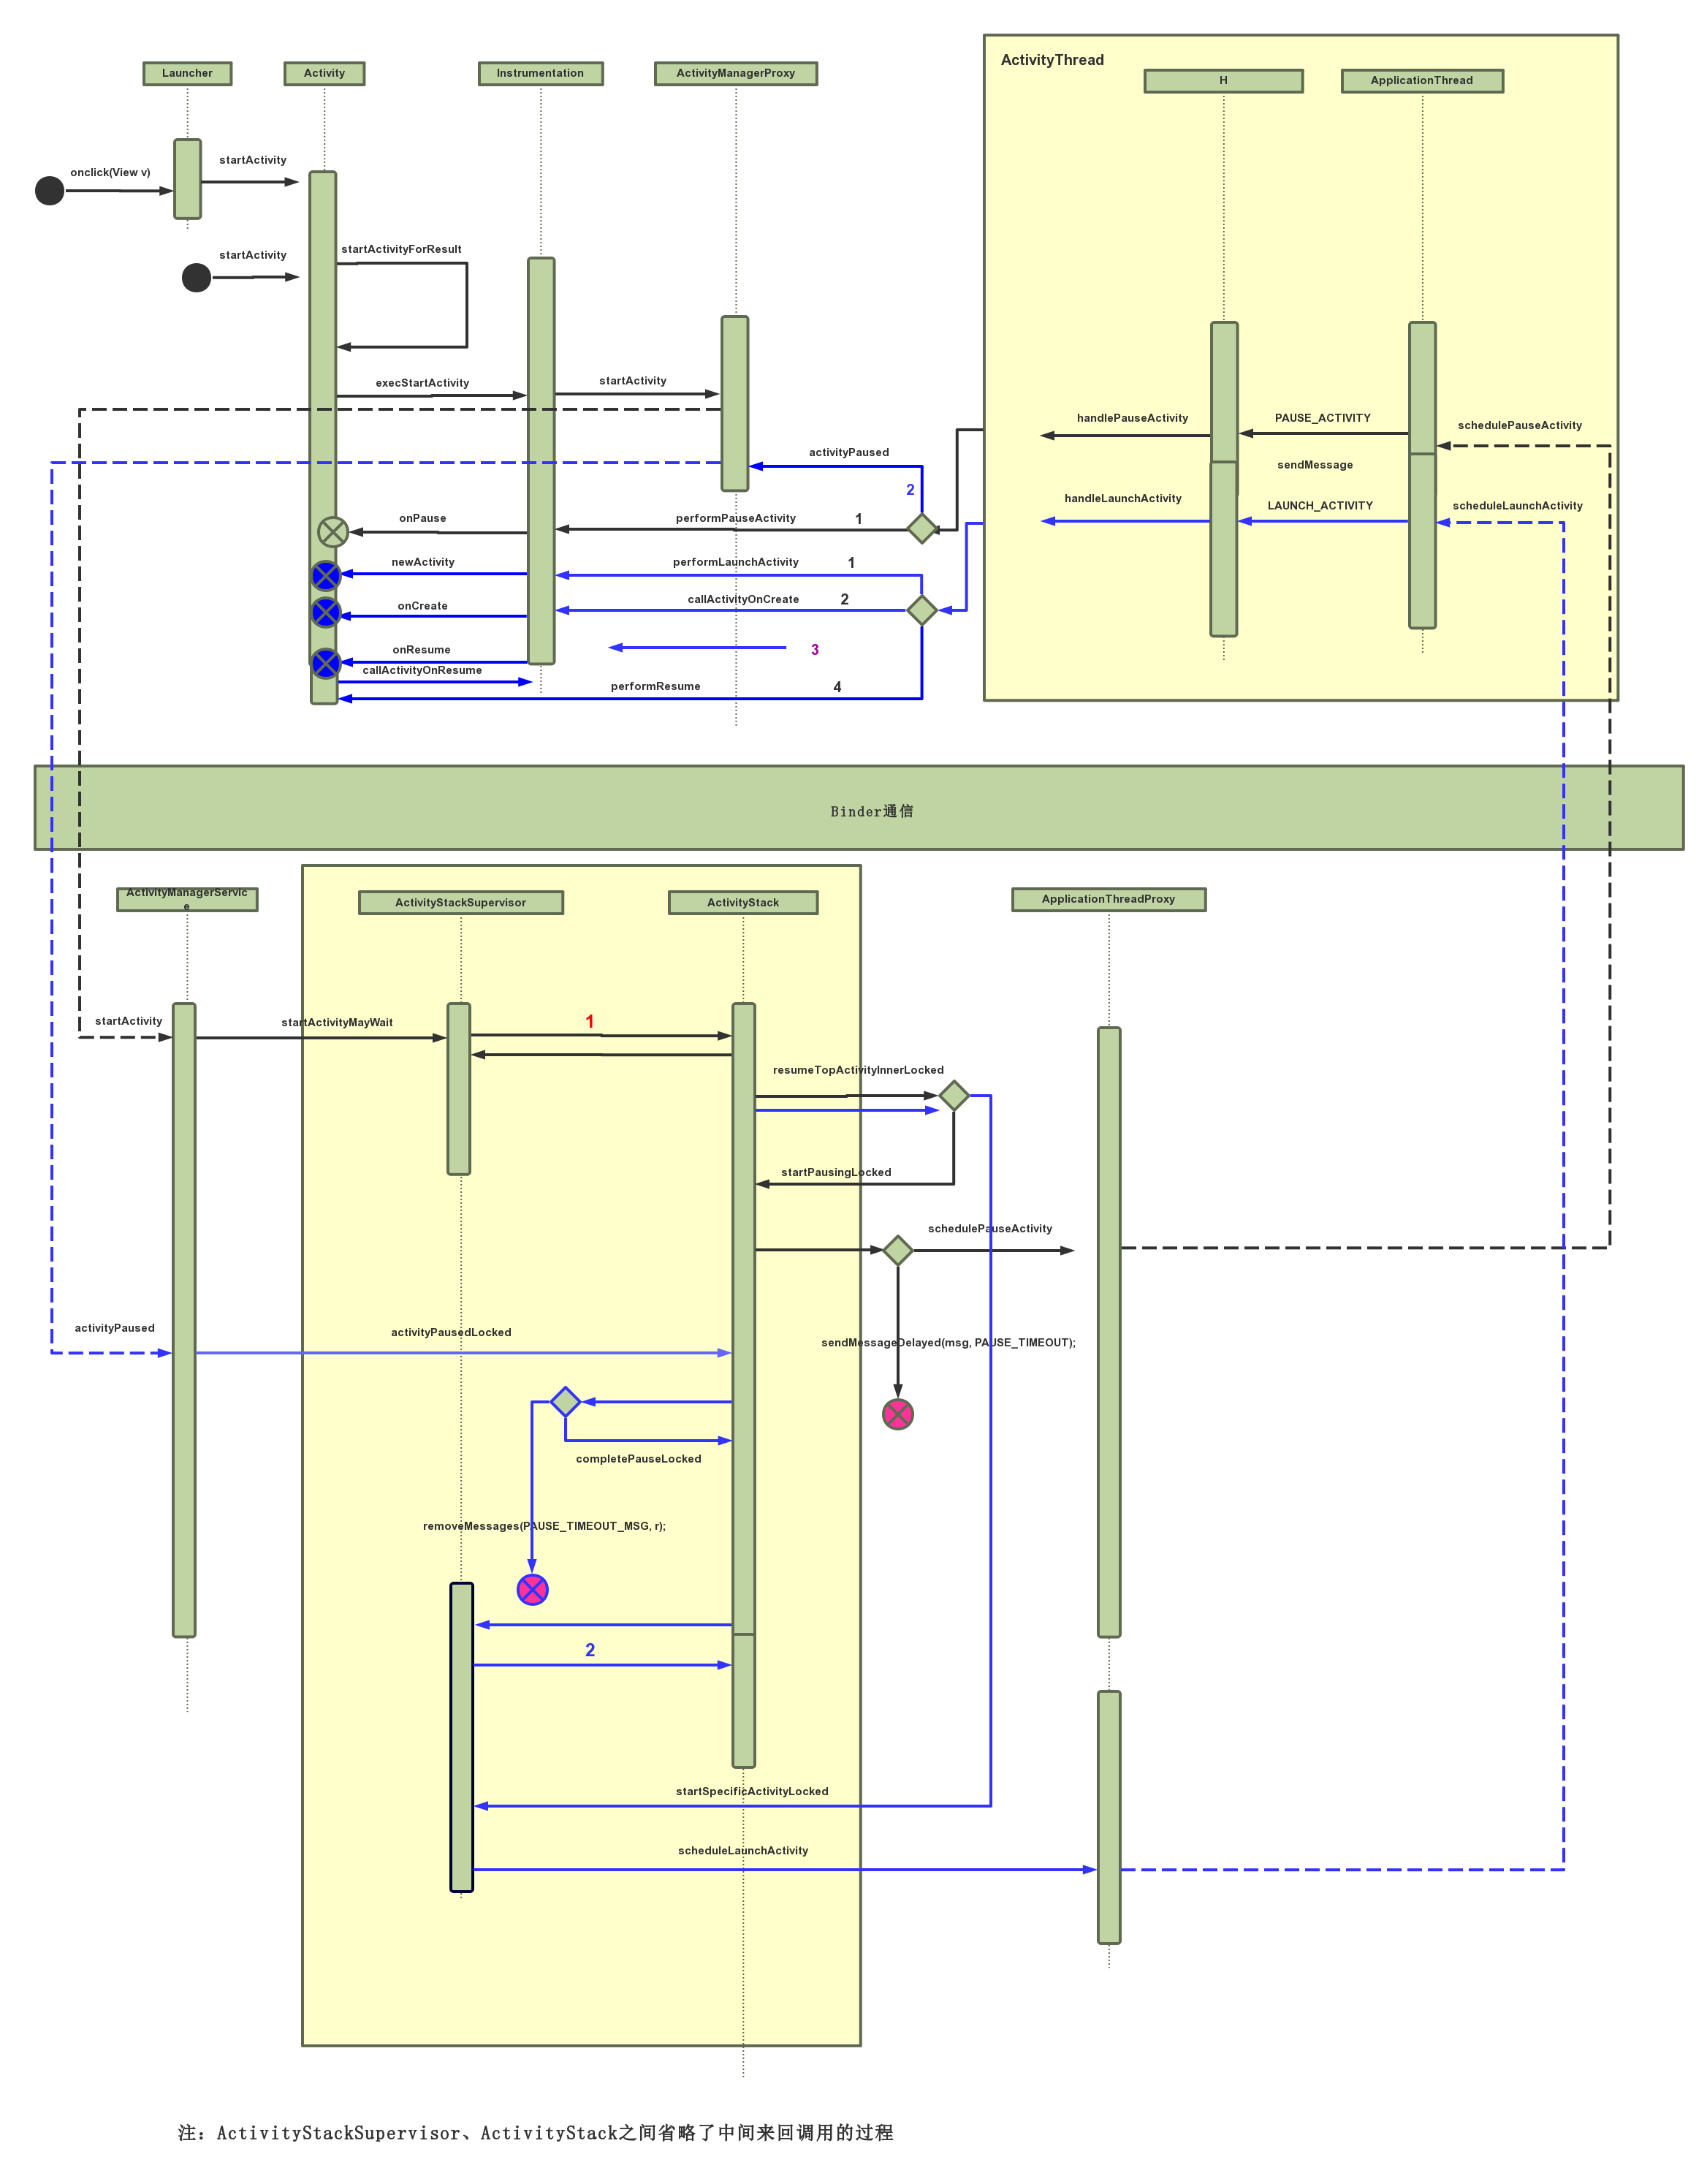 ActivityThread
Launcher
Activity
Instrumentation
ActivityManagerProxy
H
ApplicationThread
onclick(View v)
startActivity
startActivity
startActivityForResult
execStartActivity
startActivity
handlePauseActivity
PAUSE_ACTIVITY
schedulePauseActivity
activityPaused
sendMessage
2
handleLaunchActivity
LAUNCH_ACTIVITY
scheduleLaunchActivity
onPause
performPauseActivity
1
newActivity
performLaunchActivity
1
onCreate
callActivityOnCreate
2
onResume
3
callActivityOnResume
performResume
4
Binder通信
ActivityManagerServic
e
ActivityStackSupervisor
ActivityStack
ApplicationThreadProxy
startActivity
startActivityMayWait
1
resumeTopActivityInnerLocked
startPausingLocked
schedulePauseActivity
activityPaused
activityPausedLocked
sendMessageDelayed(msg, PAUSE_TIMEOUT);
completePauseLocked
removeMessages(PAUSE_TIMEOUT_MSG, r);
2
startSpecificActivityLocked
scheduleLaunchActivity
注：ActivityStackSupervisor、ActivityStack之间省略了中间来回调用的过程